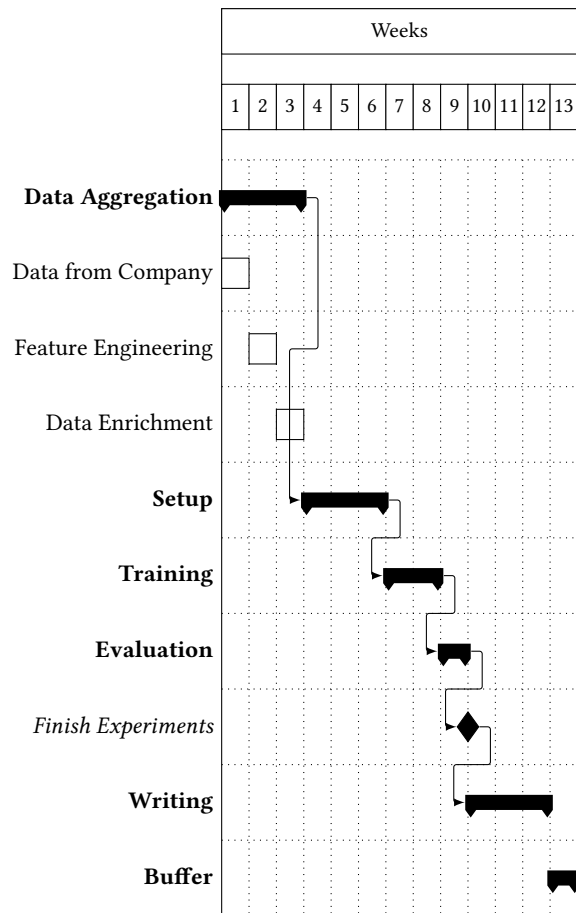 Weeks
1 2 3 4 5 6 7 8 9 10 11 12 13
Data Aggregation
Data from Company
Feature Engineering
Data Enrichment
Setup
Training
Evaluation
Finish Experiments
Writing
Buffer